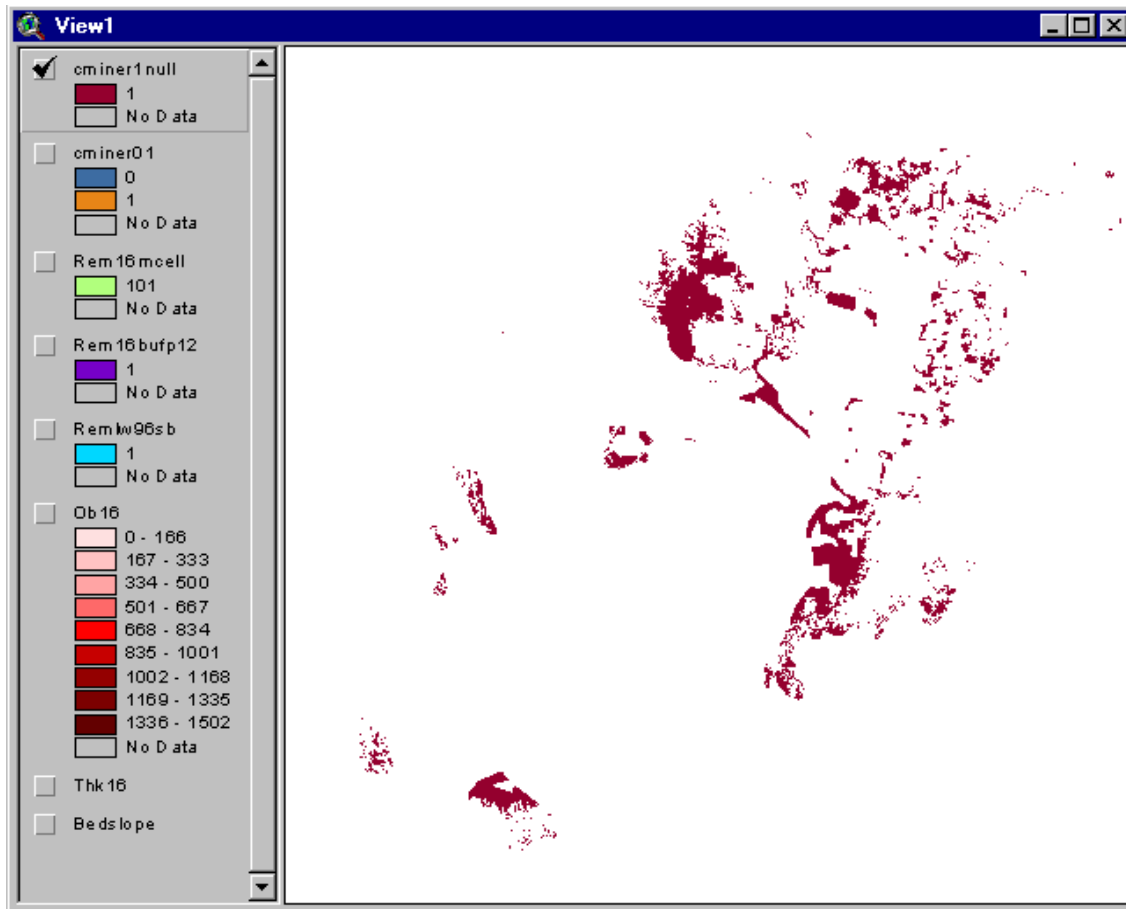 View1
cminer1null
1
No Data
cminer01
0
1
No Data
Rem16mcell
101
No Data
Rem16bufp12
1
No Data
Remlw96sb
1
No Data
Ob16
0 - 166
167 - 333
334 - 500
501 - 667
668 - 834
835 - 1001
1002 - 1168
1169 - 1335
1336 - 1502
No Data
Thk16
Bedslope